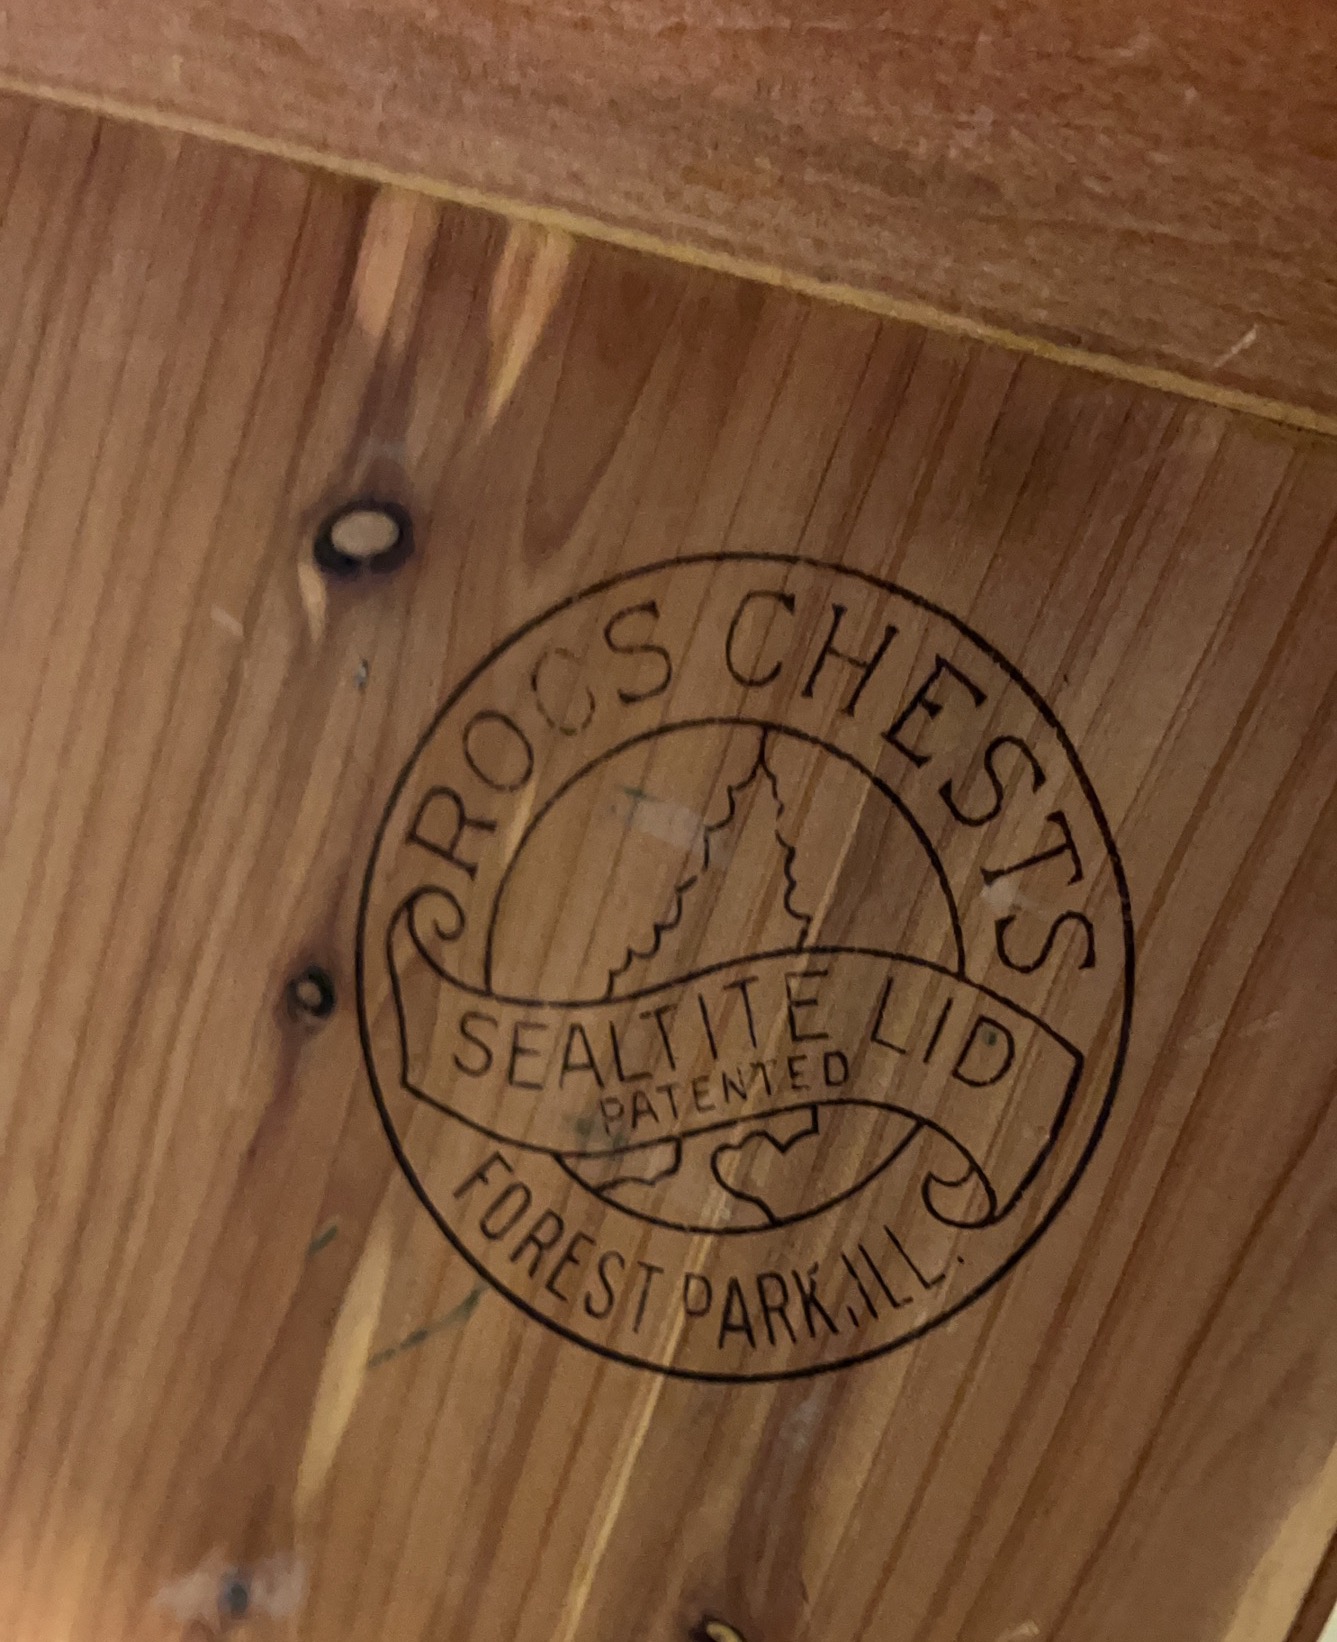 ROOS CHESTS
SEALTITE LID
PATENTED
FOREST PARK, ILL.